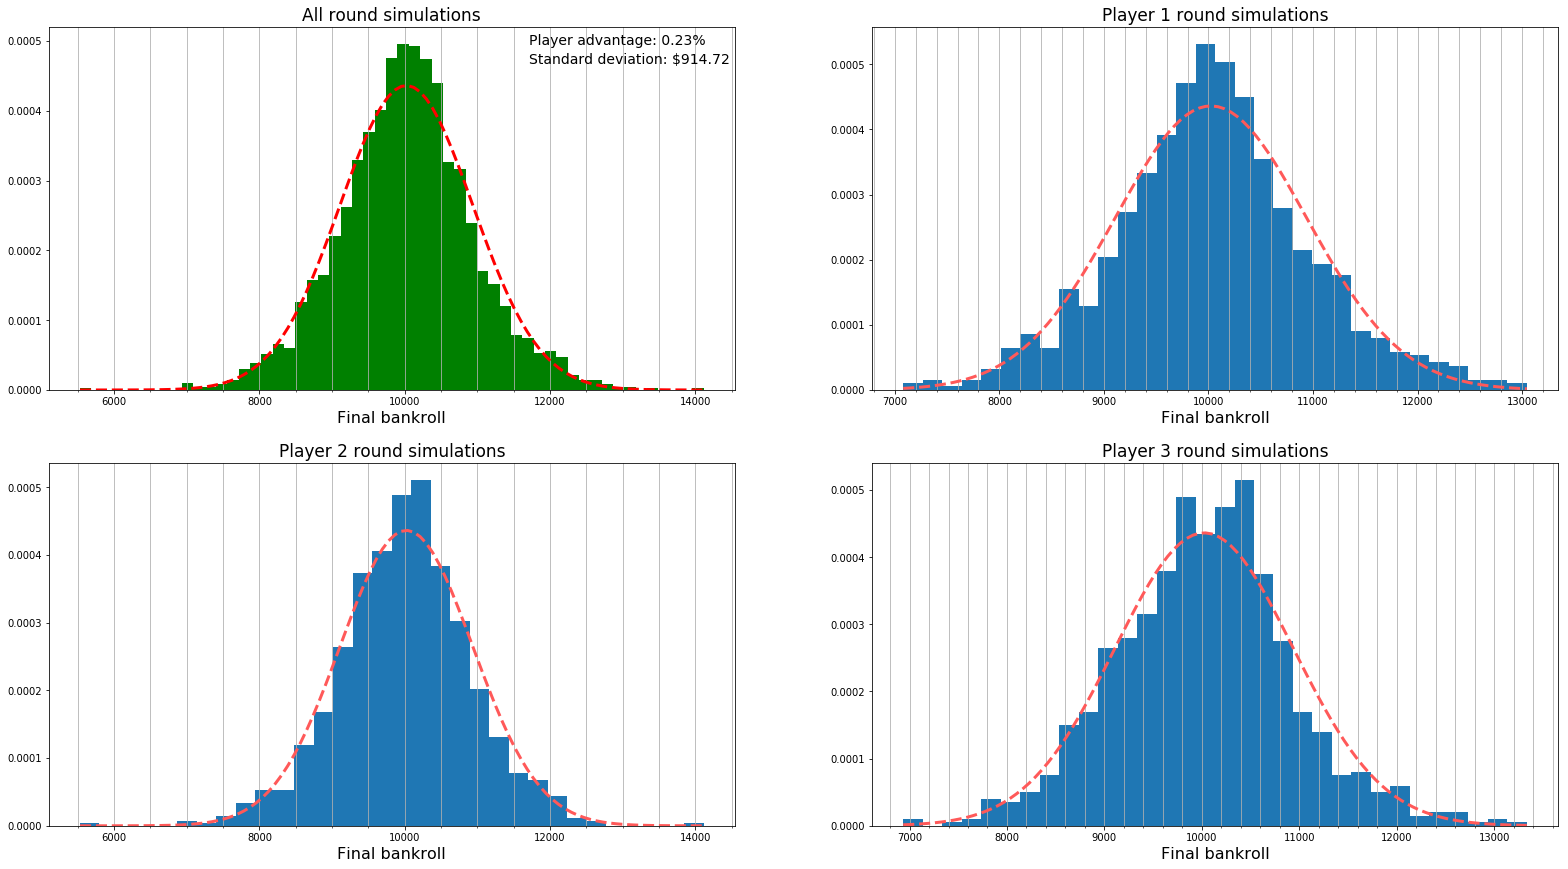 All round simulations
Player advantage: 0.23%
Standard deviation: $914.72
0.0005
0.0004
0.0003
0.0002
0.0001
0.0000
6000 8000 10000 12000 14000
Final bankroll
Player 1 round simulations
0.0005
0.0004
0.0003
0.0002
0.0001
0.0000
7000 8000 9000 10000 11000 12000 13000
Final bankroll
Player 2 round simulations
0.0005
0.0004
0.0003
0.0002
0.0001
0.0000
6000 8000 10000 12000 14000
Final bankroll
Player 3 round simulations
0.0005
0.0004
0.0003
0.0002
0.0001
0.0000
7000 8000 9000 10000 11000 12000 13000
Final bankroll